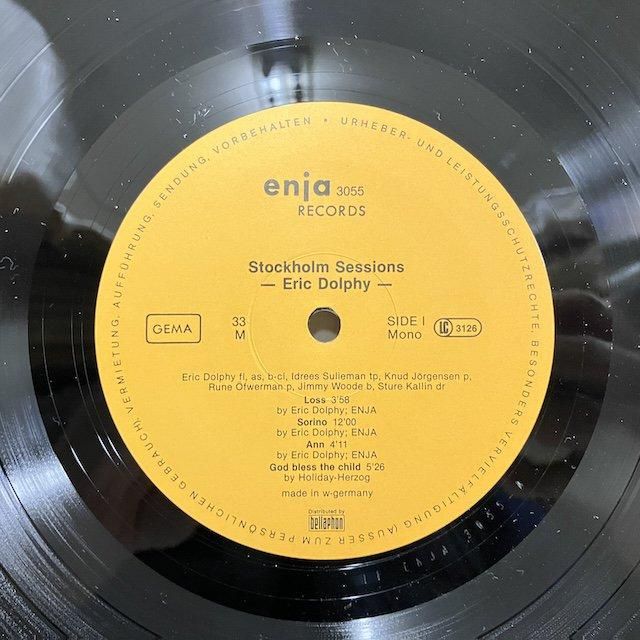 URHEBER- UND LEISTUNGSSCHUTZRECHTE, BESONDERS VERVIELFÄLTIGUNG (AUSSER ZUM PERSÖNLICHEN GEBRAUCH), VERMIETUNG, AUFFÜHRUNG, SENDUNG, VORBEHALTEN •
enja 3055
RECORDS
Stockholm Sessions
— Eric Dolphy —
GEMA
33
M
SIDE I
Mono
LC 3126
Eric Dolphy fl, as, b-cl, Idrees Sulieman tp, Knud Jörgensen p,
Rune Öfwerman p, Jimmy Woode b, Sture Kallin dr
Loss 3'58
by Eric Dolphy; ENJA
Sorino 12'00
by Eric Dolphy; ENJA
Ann 4'11
by Eric Dolphy; ENJA
God bless the child 5'26
by Holiday-Herzog
made in w-germany
Distributed by
bellaphon